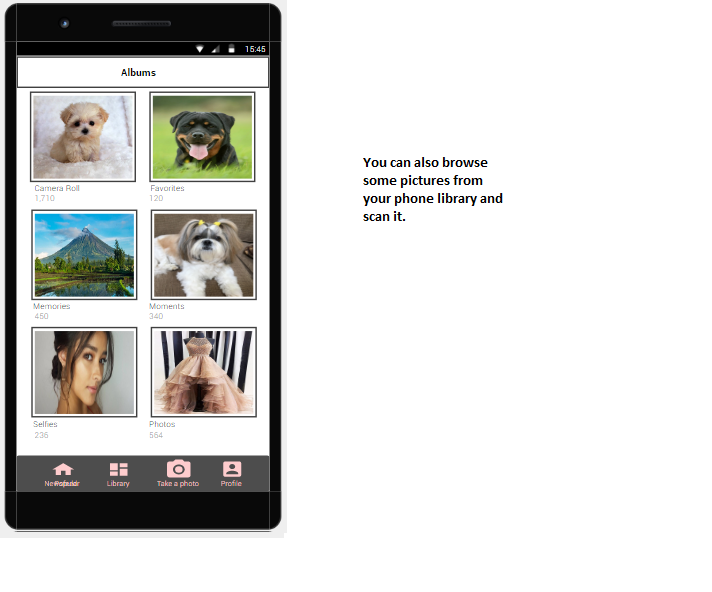 15:45
Albums
Camera Roll
1,710
Favorites
120
Memories
450
Moments
340
Selfies
236
Photos
564
Library
Take a photo
Profile
You can also browse
some pictures from
your phone library and
scan it.